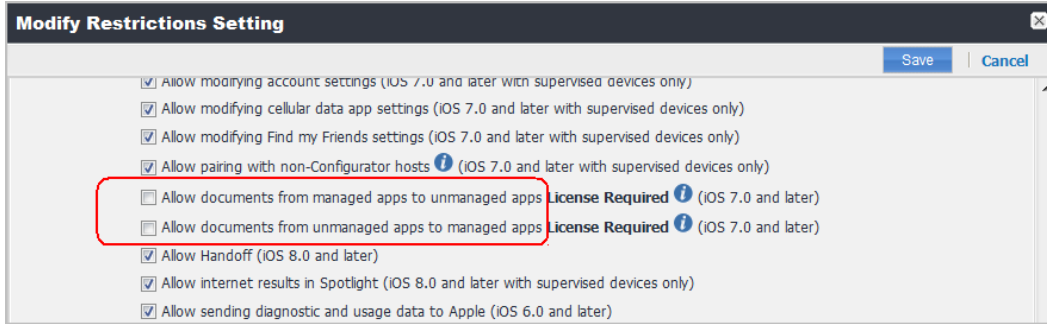 Modify Restrictions Setting
Save | Cancel
Allow modifying account settings (iOS 7.0 and later with supervised devices only)
Allow modifying cellular data app settings (iOS 7.0 and later with supervised devices only)
Allow modifying Find my Friends settings (iOS 7.0 and later with supervised devices only)
Allow pairing with non-Configurator hosts i (iOS 7.0 and later with supervised devices only)
Allow documents from managed apps to unmanaged apps License Required i (iOS 7.0 and later)
Allow documents from unmanaged apps to managed apps License Required i (iOS 7.0 and later)
Allow Handoff (iOS 8.0 and later)
Allow internet results in Spotlight (iOS 8.0 and later with supervised devices only)
Allow sending diagnostic and usage data to Apple (iOS 6.0 and later)